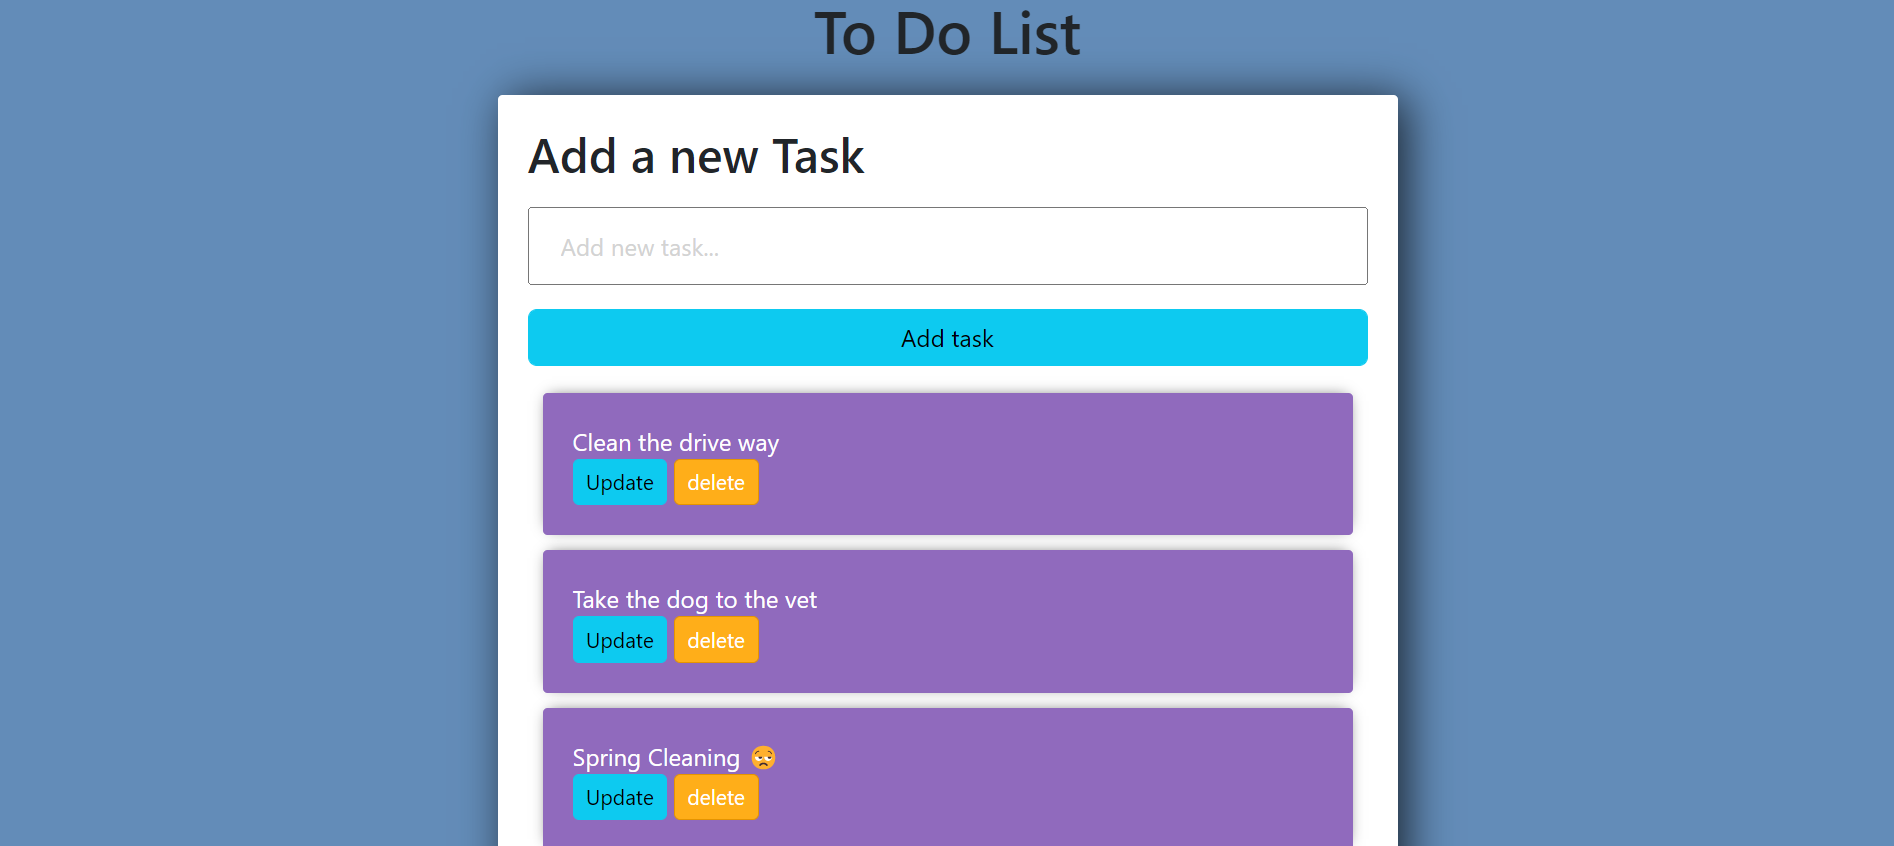 To Do List
Add a new Task
Add new task...
Add task
Clean the drive way
Update delete
Take the dog to the vet
Update delete
Spring Cleaning 😒
Update delete